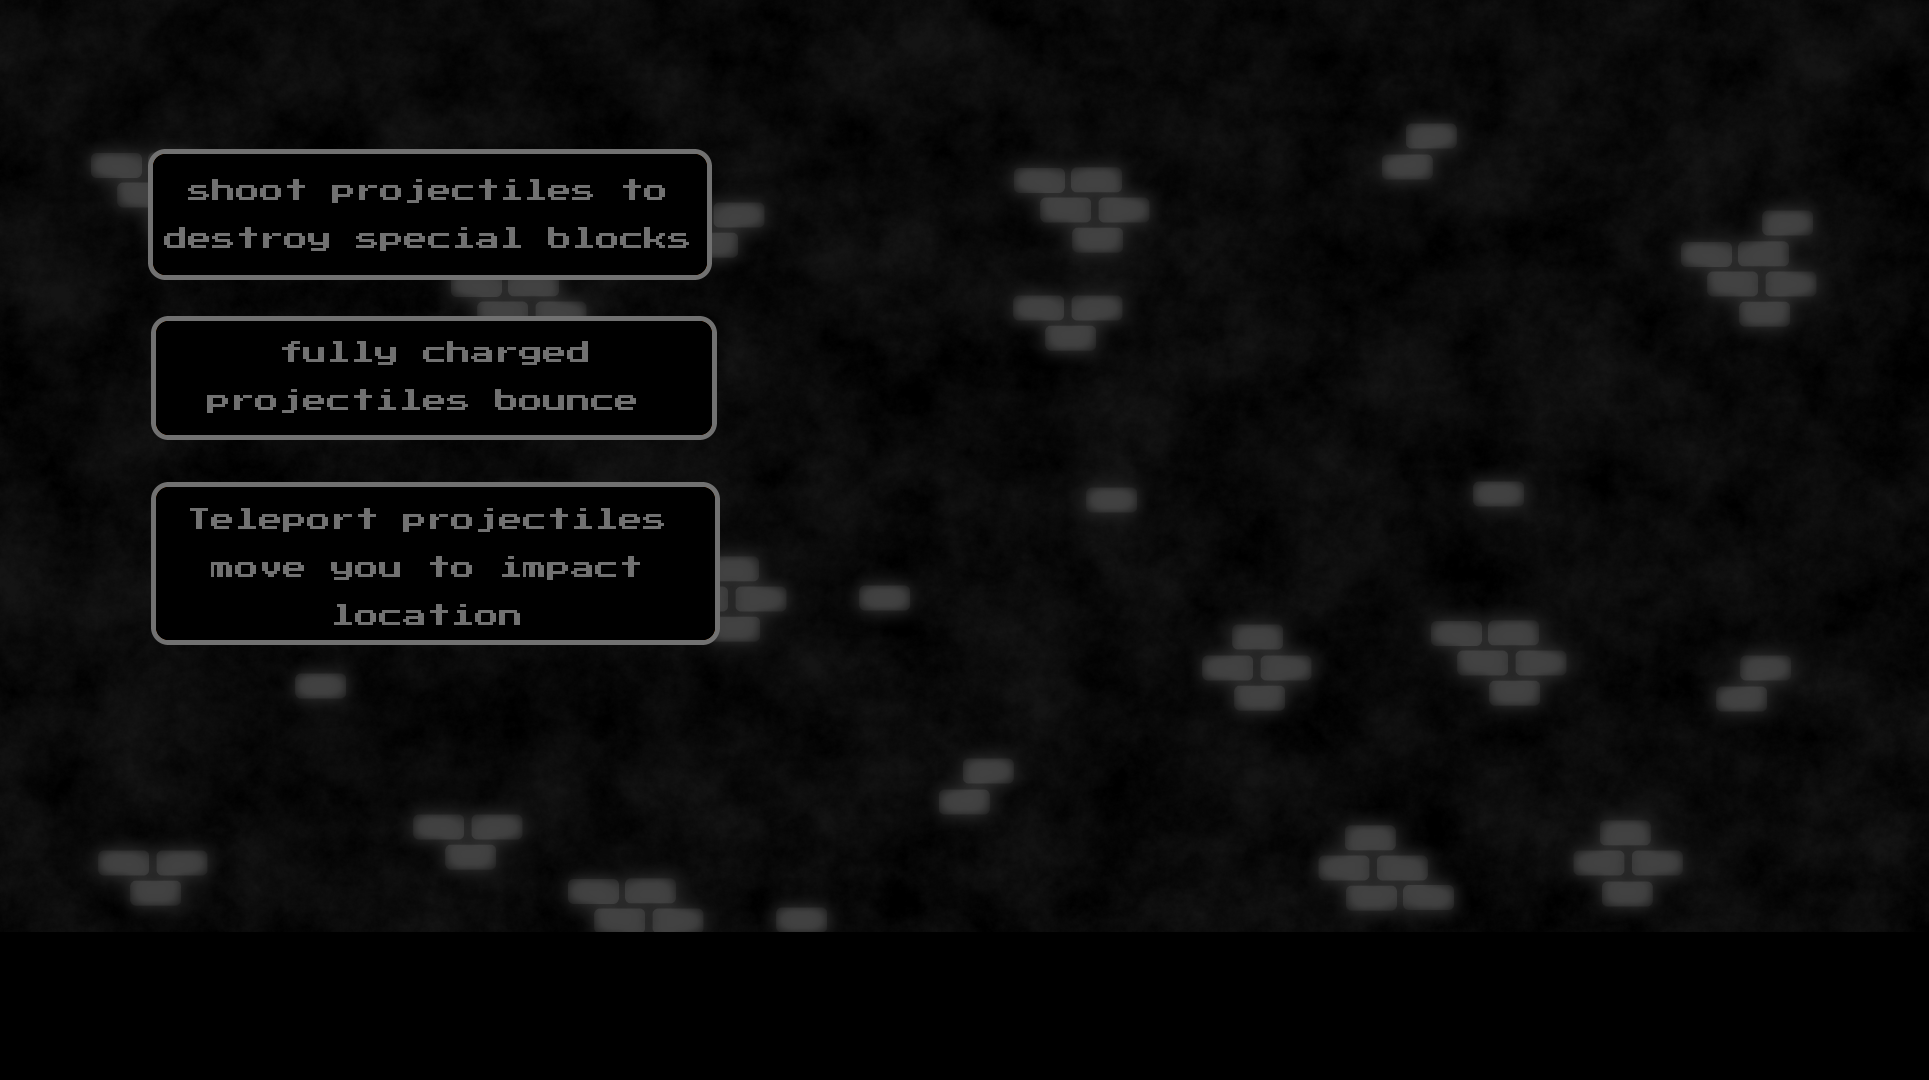 shoot projectiles to
destroy special blocks
fully charged
projectiles bounce
Teleport projectiles
move you to impact
location